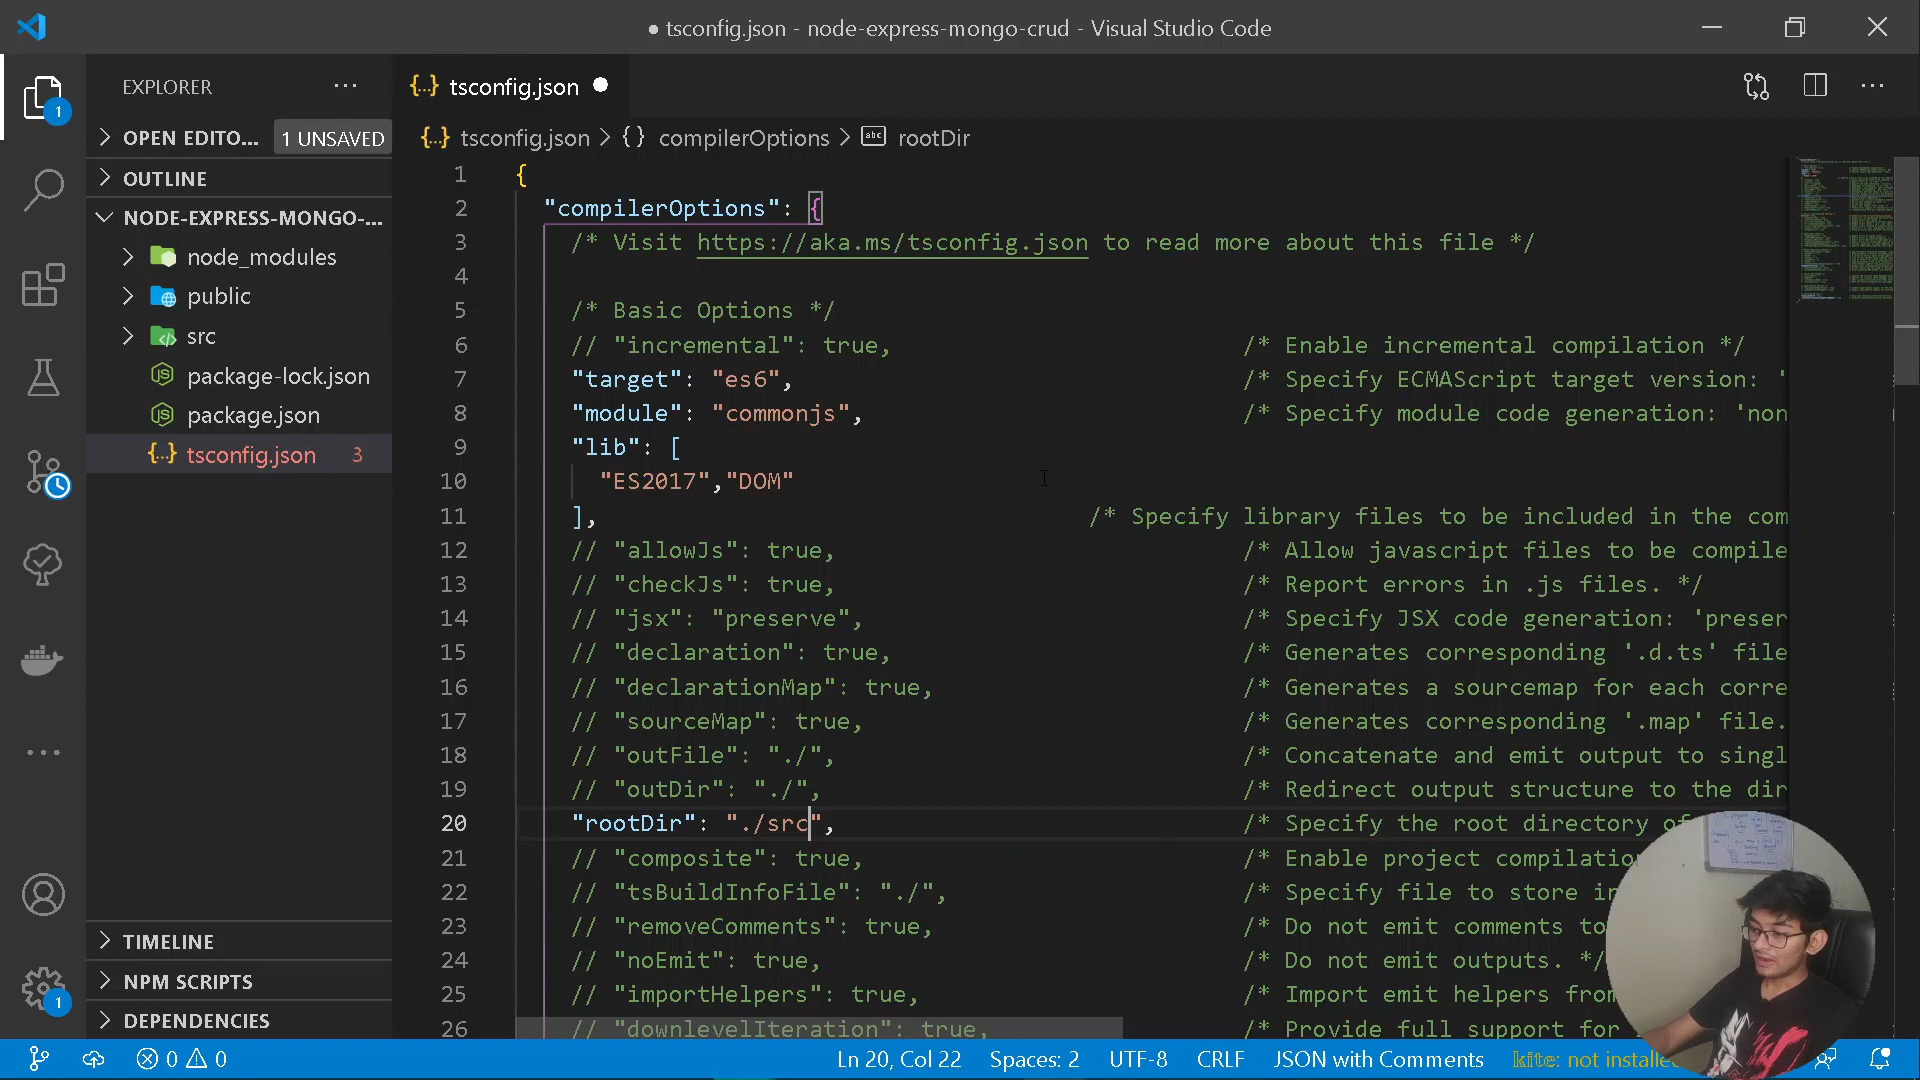 ● tsconfig.json - node-express-mongo-crud - Visual Studio Code
EXPLORER
1
OPEN EDITO... 1 UNSAVED
OUTLINE
NODE-EXPRESS-MONGO-...
node_modules
public
src
package-lock.json
package.json
{..} tsconfig.json 3
TIMELINE
NPM SCRIPTS
DEPENDENCIES
1
{..} tsconfig.json ●
{..} tsconfig.json > {} compilerOptions > abc rootDir
1 {
2 "compilerOptions": {
3 /* Visit https://aka.ms/tsconfig.json to read more about this file */
4
5 /* Basic Options */
6 // "incremental": true, /* Enable incremental compilation */
7 "target": "es6", /* Specify ECMAScript target version: '
8 "module": "commonjs", /* Specify module code generation: 'non
9 "lib": [
10 "ES2017","DOM"
11 ], /* Specify library files to be included in the com
12 // "allowJs": true, /* Allow javascript files to be compile
13 // "checkJs": true, /* Report errors in .js files. */
14 // "jsx": "preserve", /* Specify JSX code generation: 'preser
15 // "declaration": true, /* Generates corresponding '.d.ts' file
16 // "declarationMap": true, /* Generates a sourcemap for each corre
17 // "sourceMap": true, /* Generates corresponding '.map' file.
18 // "outFile": "./", /* Concatenate and emit output to singl
19 // "outDir": "./", /* Redirect output structure to the dir
20 "rootDir": "./src", /* Specify the root directory of
21 // "composite": true, /* Enable project compilatio
22 // "tsBuildInfoFile": "./", /* Specify file to store in
23 // "removeComments": true, /* Do not emit comments to
24 // "noEmit": true, /* Do not emit outputs. */
25 // "importHelpers": true, /* Import emit helpers from
26 // "downlevelIteration": true, /* Provide full support for
0 0 Ln 20, Col 22 Spaces: 2 UTF-8 CRLF JSON with Comments kite: not installe